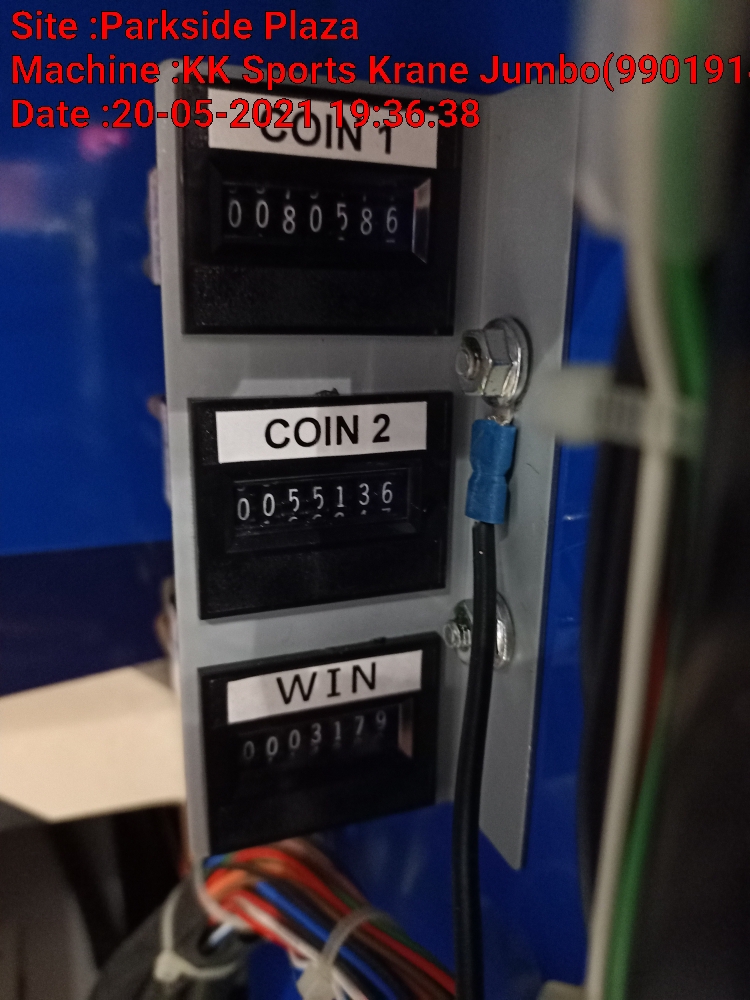 Site :Parkside Plaza
Machine :KK Sports Krane Jumbo(990191
Date :20-05-2021 19:36:38
COIN 1
0080586
COIN 2
0055136
WIN
0003179